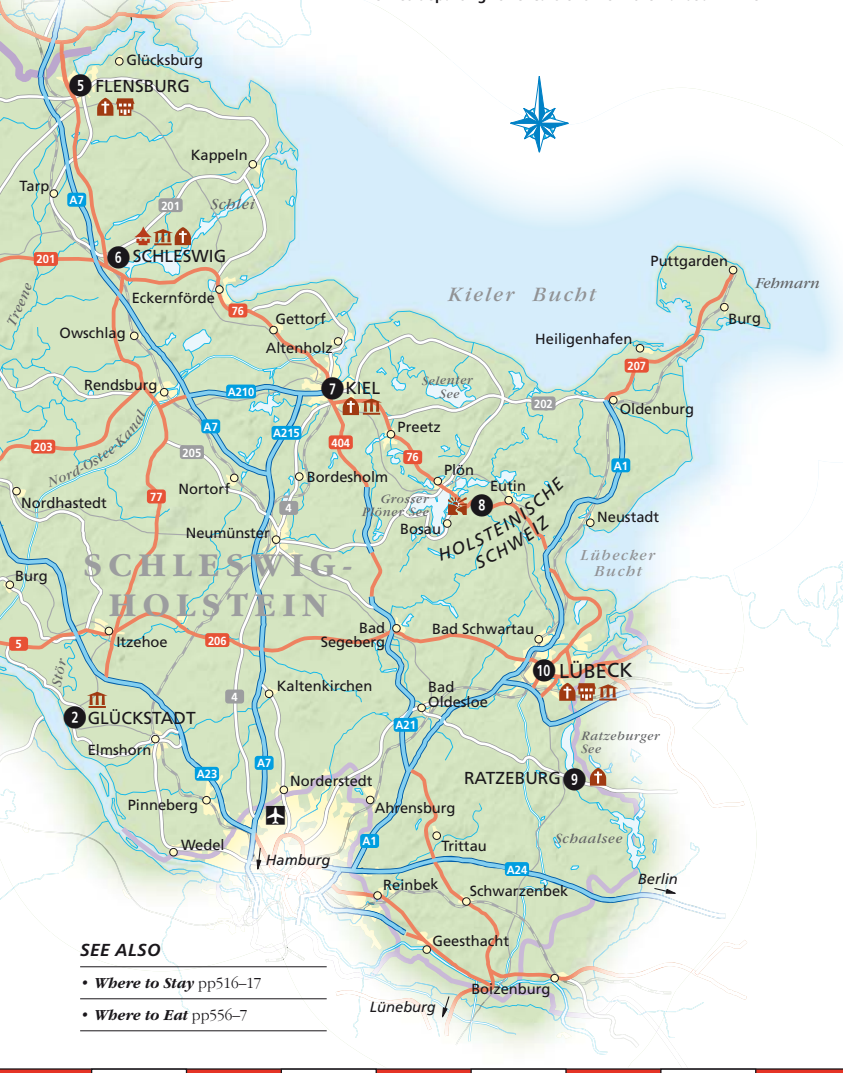 Glücksburg
5 FLENSBURG
Kappeln
Tarp
A7
201
Schlei
6 SCHLESWIG
201
Puttgarden
Fehmarn
Treene
Eckernförde
76
Kieler Bucht
Burg
Gettorf
Owschlag
Altenholz
Heiligenhafen
207
Rendsburg
A210
7 KIEL
Selenter
See
202
Oldenburg
A7
A215
Preetz
203
Nord-Ostee-Kanal
205
404
76
A1
Plön
77
Nortorf
Bordesholm
Eutin
Nordhastedt
4
Grosser
Plöner See
8
HOLSTEINISCHE
SCHWEIZ
Neumünster
Bosau
Neustadt
SCHLESWIG-
HOLSTEIN
Lübecker
Bucht
Burg
5
Itzehoe
206
Bad
Segeberg
Bad Schwartau
Stör
10 LÜBECK
4
Kaltenkirchen
Bad
Oldesloe
2 GLÜCKSTADT
A21
Elmshorn
Ratzeburger
See
A23
A7
Norderstedt
RATZEBURG 9
Pinneberg
Ahrensburg
Wedel
A1
Trittau
Schaalsee
Hamburg
A24
Berlin
Reinbek
Schwarzenbek
Geesthacht
Boizenburg
Lüneburg
SEE ALSO
• Where to Stay pp516–17
• Where to Eat pp556–7